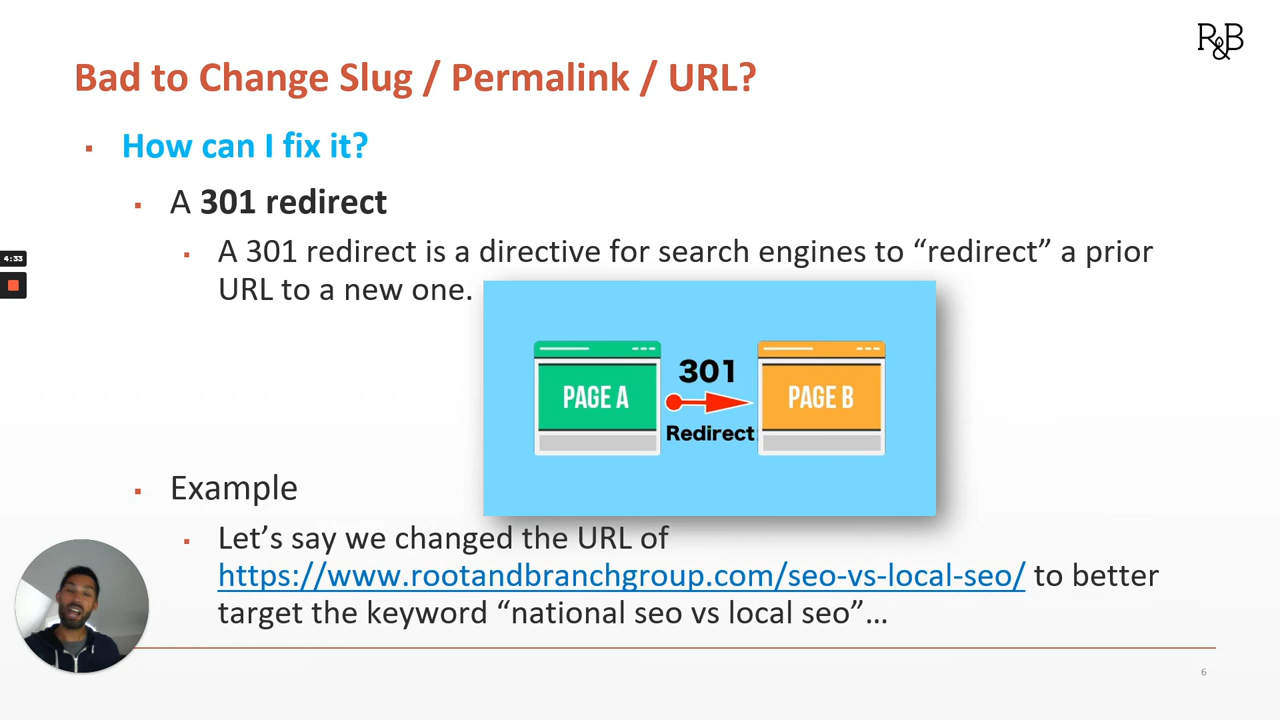 R&B
Bad to Change Slug / Permalink / URL?
▪ How can I fix it?
▪ A 301 redirect
▪ A 301 redirect is a directive for search engines to “redirect” a prior
URL to a new one.
4:33
PAGE A
301
Redirect
PAGE B
▪ Example
▪ Let’s say we changed the URL of
https://www.rootandbranchgroup.com/seo-vs-local-seo/ to better
target the keyword “national seo vs local seo”…
6